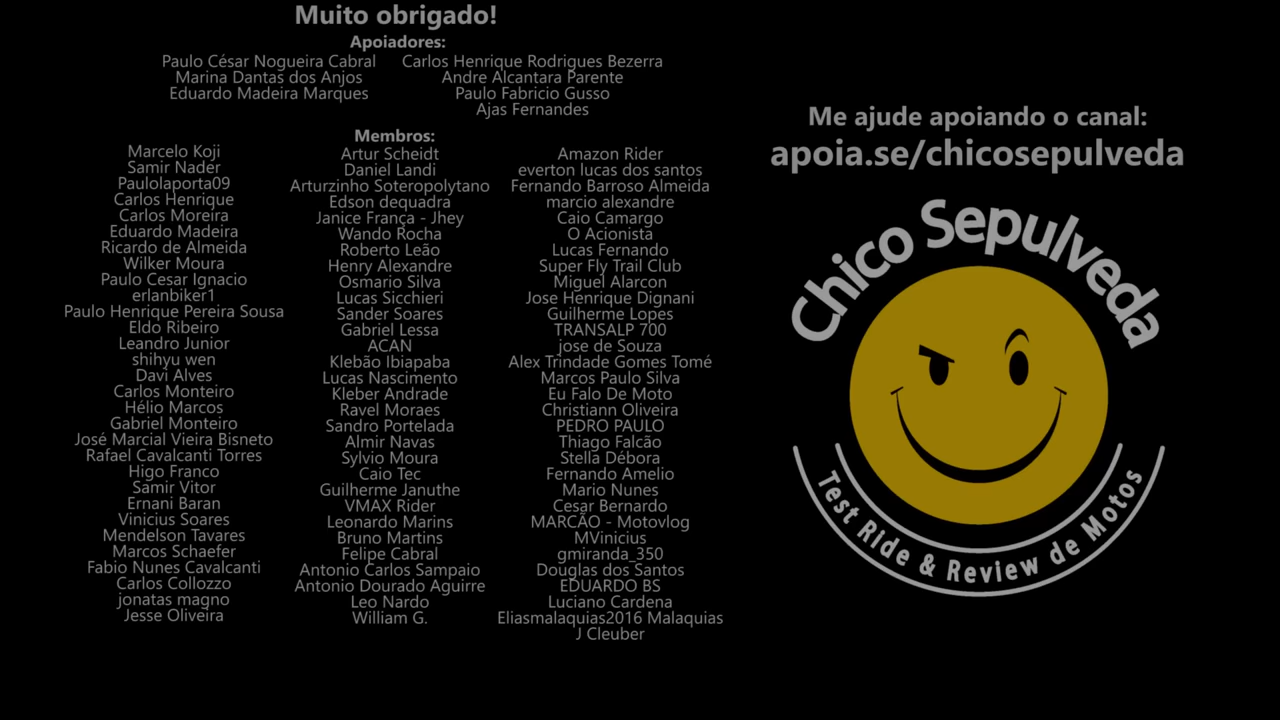 Muito obrigado!
Apoiadores:
Paulo César Nogueira Cabral
Marina Dantas dos Anjos
Eduardo Madeira Marques
Carlos Henrique Rodrigues Bezerra
Andre Alcantara Parente
Paulo Fabricio Gusso
Ajas Fernandes
Membros:
Marcelo Koji
Samir Nader
Paulolaporta09
Carlos Henrique
Carlos Moreira
Eduardo Madeira
Ricardo de Almeida
Wilker Moura
Paulo Cesar Ignacio
erlanbiker1
Paulo Henrique Pereira Sousa
Eldo Ribeiro
Leandro Junior
shihyu wen
Davi Alves
Carlos Monteiro
Hélio Marcos
Gabriel Monteiro
José Marcial Vieira Bisneto
Rafael Cavalcanti Torres
Higo Franco
Samir Vitor
Ernani Baran
Vinicius Soares
Mendelson Tavares
Marcos Schaefer
Fabio Nunes Cavalcanti
Carlos Collozzo
jonatas magno
Jesse Oliveira
Artur Scheidt
Daniel Landi
Arturzinho Soteropolytano
Edson dequadra
Janice França - Jhey
Wando Rocha
Roberto Leão
Henry Alexandre
Osmario Silva
Lucas Sicchieri
Sander Soares
Gabriel Lessa
ACAN
Klebão Ibiapaba
Lucas Nascimento
Kleber Andrade
Ravel Moraes
Sandro Portelada
Almir Navas
Sylvio Moura
Caio Tec
Guilherme Januthe
VMAX Rider
Leonardo Marins
Bruno Martins
Felipe Cabral
Antonio Carlos Sampaio
Antonio Dourado Aguirre
Leo Nardo
William G.
Amazon Rider
everton lucas dos santos
Fernando Barroso Almeida
marcio alexandre
Caio Camargo
O Acionista
Lucas Fernando
Super Fly Trail Club
Miguel Alarcon
Jose Henrique Dignani
Guilherme Lopes
TRANSALP 700
jose de Souza
Alex Trindade Gomes Tomé
Marcos Paulo Silva
Eu Falo De Moto
Christiann Oliveira
PEDRO PAULO
Thiago Falcão
Stella Débora
Fernando Amelio
Mario Nunes
Cesar Bernardo
MARCÃO - Motovlog
MVinicius
gmiranda_350
Douglas dos Santos
EDUARDO BS
Luciano Cardena
Eliasmalaquias2016 Malaquias
J Cleuber
Me ajude apoiando o canal:
apoia.se/chicosepulveda
Chico Sepulveda
Test Ride & Review de Motos